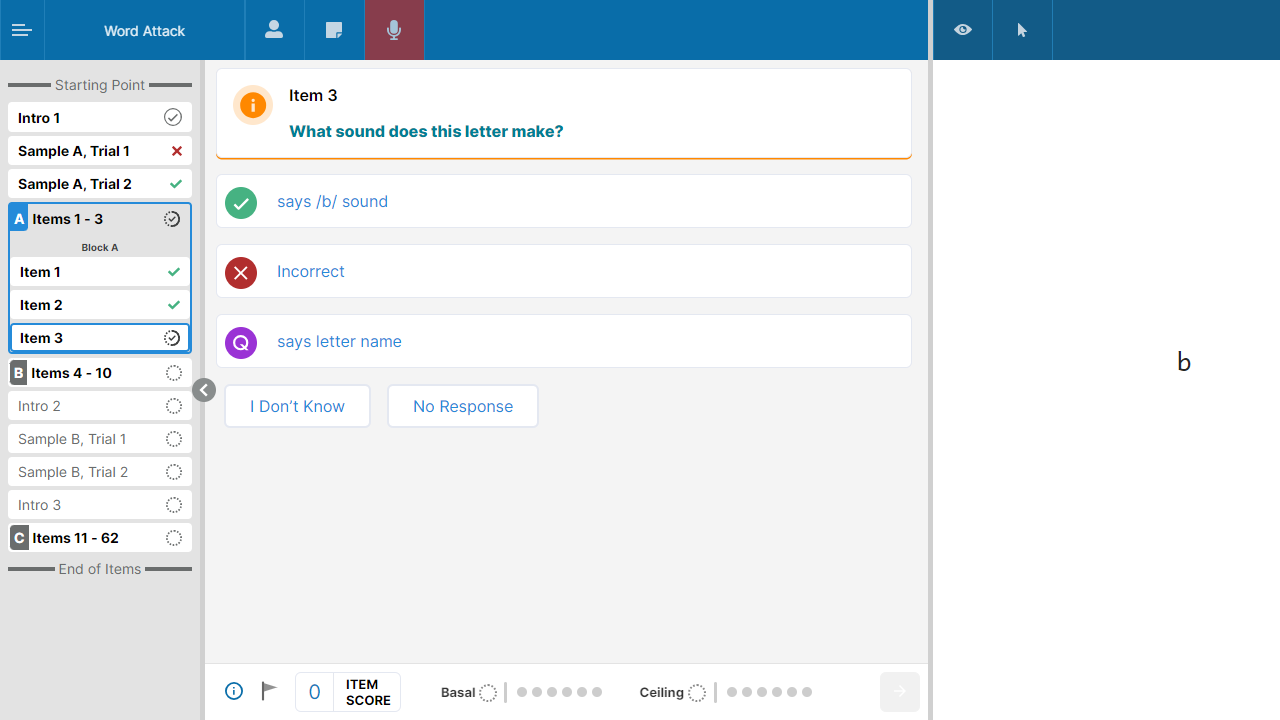 Word Attack
Starting Point
Intro 1
Sample A, Trial 1
Sample A, Trial 2
A Items 1 - 3
Block A
Item 1
Item 2
Item 3
B Items 4 - 10
Intro 2
Sample B, Trial 1
Sample B, Trial 2
Intro 3
C Items 11 - 62
End of Items
Item 3
What sound does this letter make?
says /b/ sound
Incorrect
Q says letter name
I Don’t Know
No Response
0 ITEM
SCORE
Basal
Ceiling
b